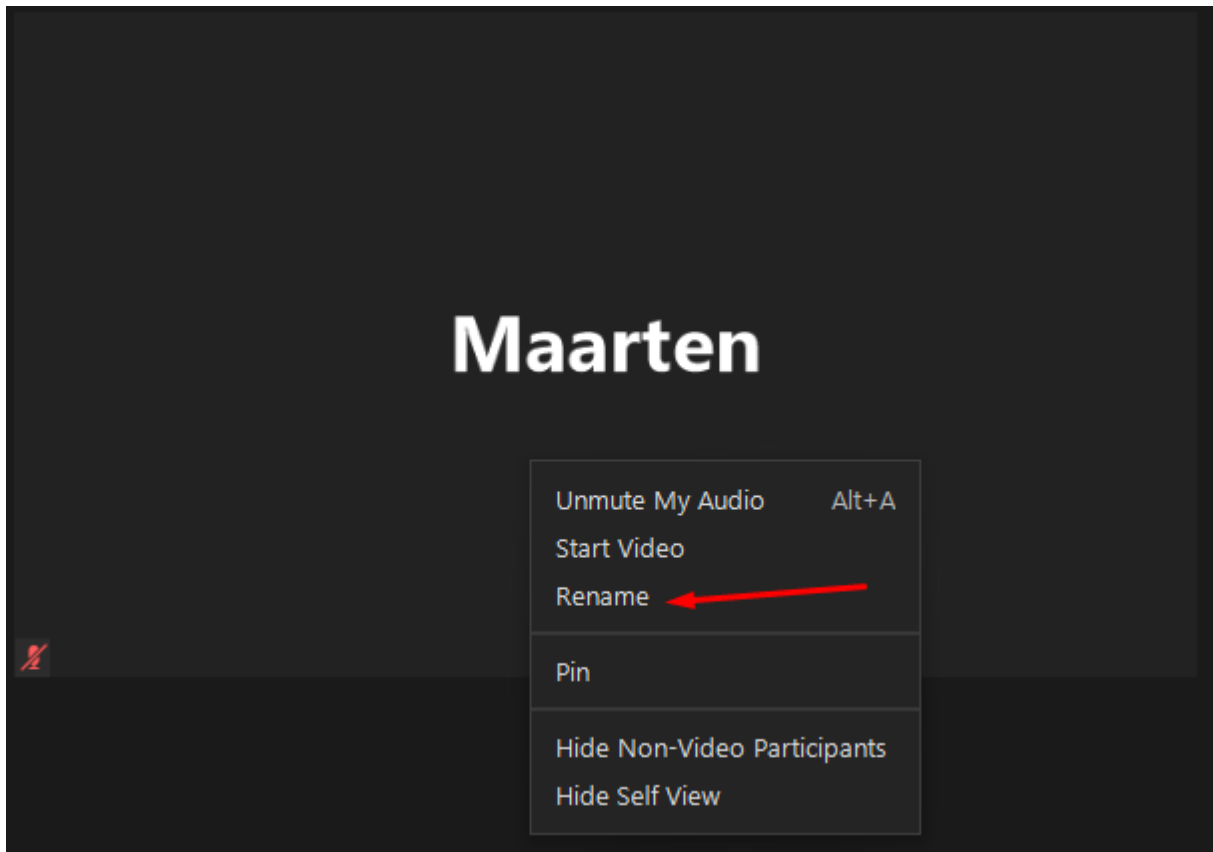 Maarten
Unmute My Audio Alt+A
Start Video
Rename
Pin
Hide Non-Video Participants
Hide Self View